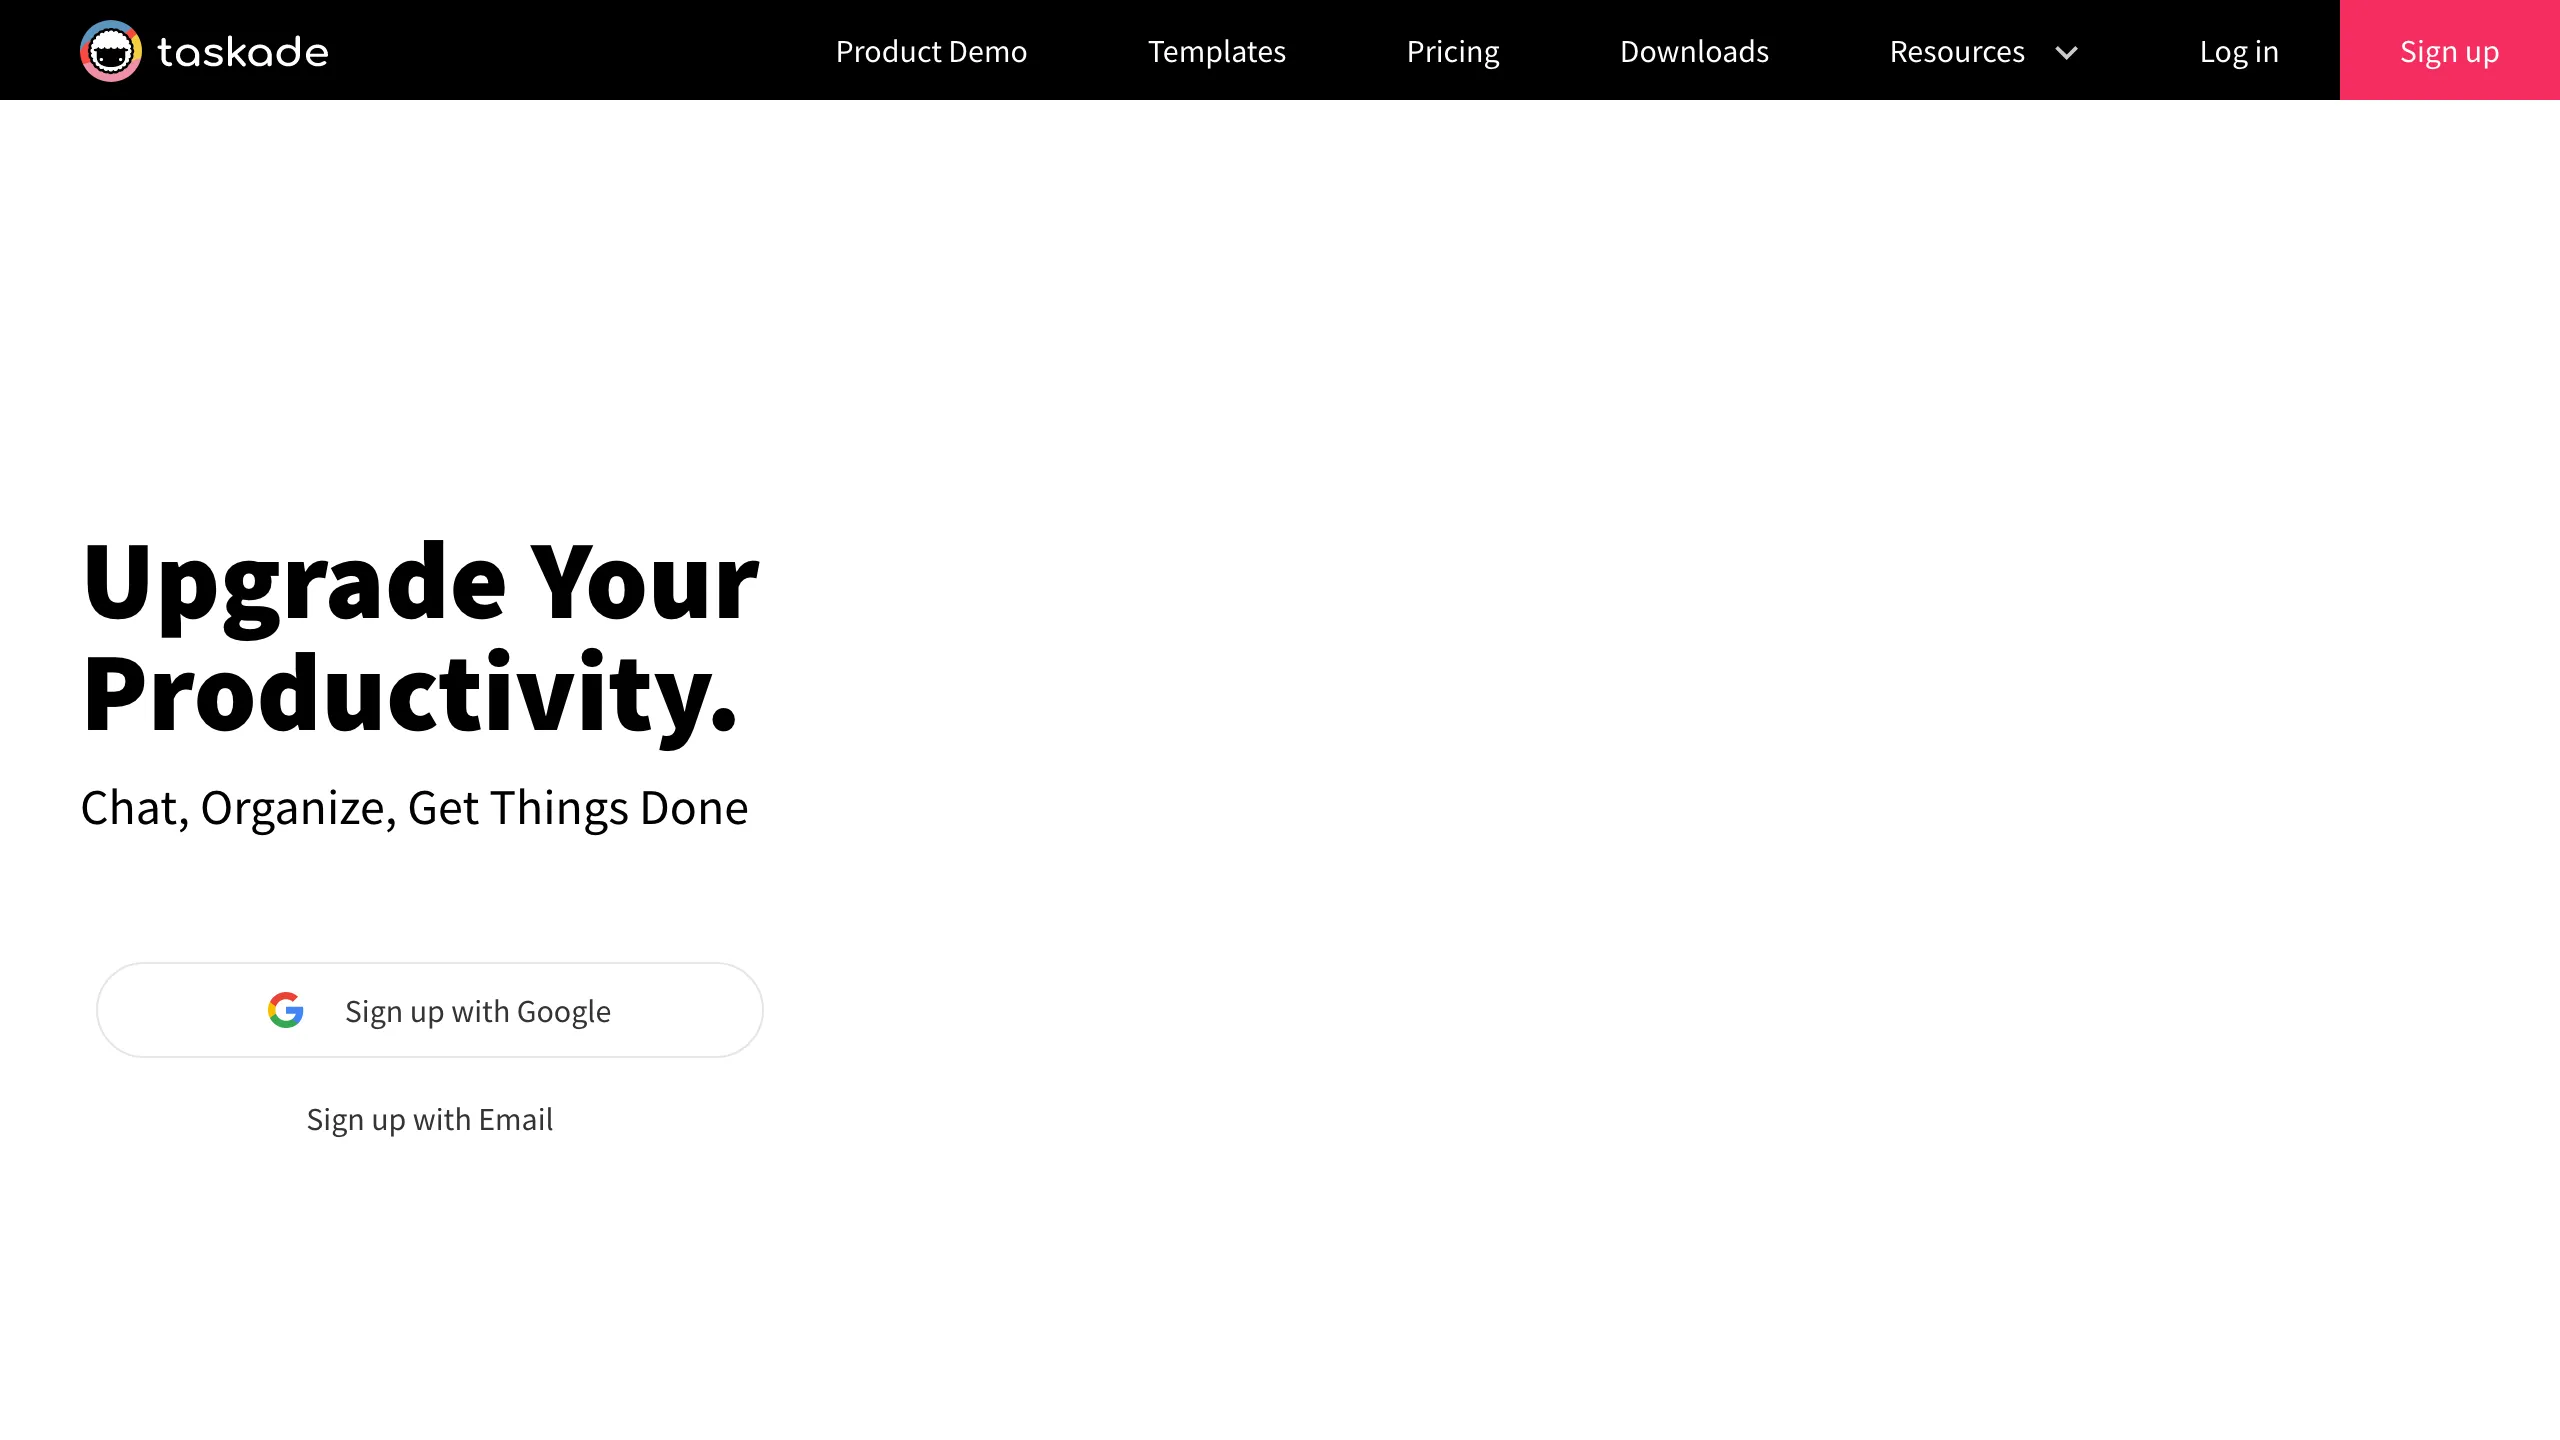 taskade
Product Demo
Templates
Pricing
Downloads
Resources
Log in
Sign up
Upgrade Your
Productivity.
Chat, Organize, Get Things Done
Sign up with Google
Sign up with Email